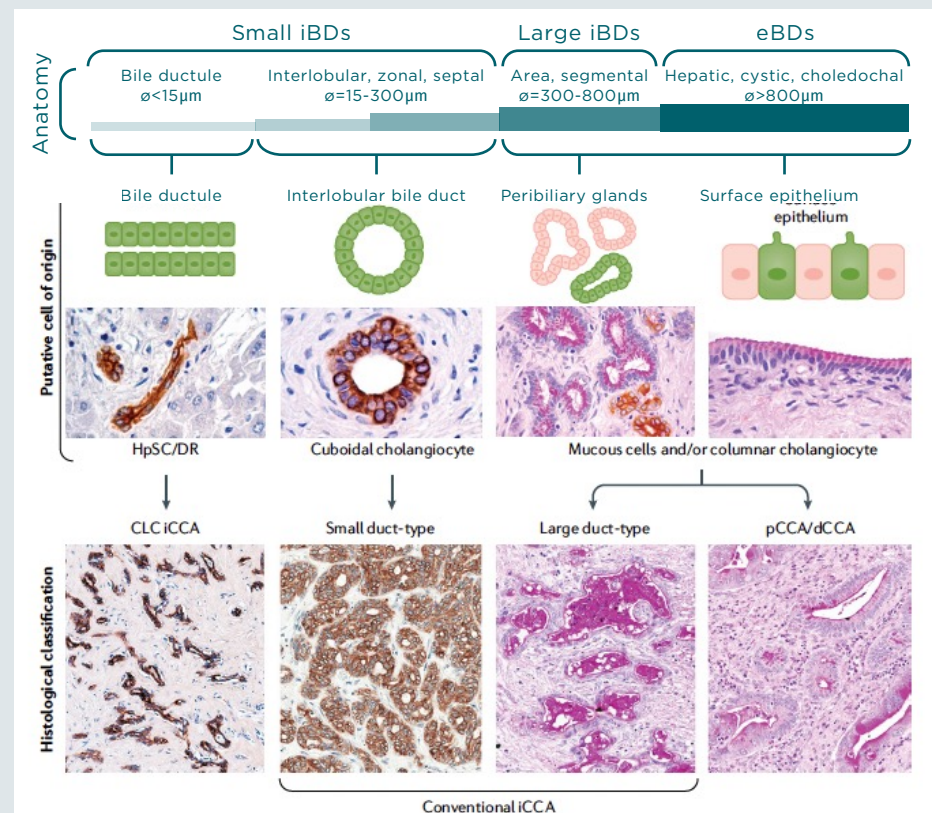 Small iBDs
Large iBDs
eBDs
Anatomy
Bile ductule
ø<15µm
Interlobular, zonal, septal
ø=15-300µm
Area, segmental
ø=300-800µm
Hepatic, cystic, choledochal
ø>800µm
Bile ductule
Interlobular bile duct
Peribiliary glands
Surface epithelium
epithelium
Putative cell of origin
HpSC/DR
Cuboidal cholangiocyte
Mucous cells and/or columnar cholangiocyte
CLC iCCA
Small duct-type
Large duct-type
pCCA/dCCA
Histological classification
Conventional iCCA